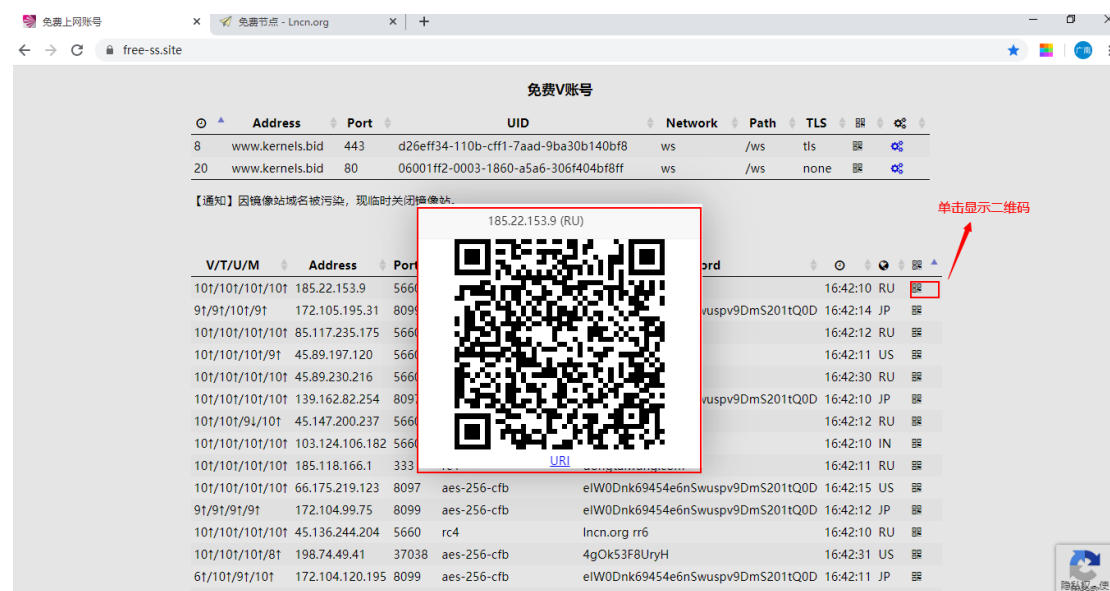 免费上网账号 × 免费节点 - Lncn.org × +
free-ss.site
免费V账号
Address Port UID Network Path TLS
8 www.kernels.bid 443 d26eff34-110b-cff1-7aad-9ba30b140bf8 ws /ws tls
20 www.kernels.bid 80 06001ff2-0003-1860-a5a6-306f404bf8ff ws /ws none
【通知】因镜像站域名被污染，现临时关闭镜像站。
单击显示二维码
185.22.153.9 (RU)
V/T/U/M Address Port
10↑/10↑/10↑/10↑ 185.22.153.9 5660 16:42:10 RU
9↑/9↑/10↑/9↑ 172.105.195.31 8099 wuspv9DmS201tQ0D 16:42:14 JP
10↑/10↑/10↑/10↑ 85.117.235.175 5660 16:42:12 RU
10↑/10↑/10↑/9↑ 45.89.197.120 5660 16:42:11 US
10↑/10↑/10↑/10↑ 45.89.230.216 5660 16:42:30 RU
10↑/10↑/10↑/10↑ 139.162.82.254 8097 wuspv9DmS201tQ0D 16:42:10 JP
10↑/10↑/9↓/10↑ 45.147.200.237 5660 16:42:12 RU
10↑/10↑/10↑/10↑ 103.124.106.182 5660 16:42:10 IN
URI
10↑/10↑/10↑/10↑ 185.118.166.1 333 16:42:11 RU
10↑/10↑/10↑/10↑ 66.175.219.123 8097 aes-256-cfb eIW0Dnk69454e6nSwuspv9DmS201tQ0D 16:42:15 US
9↑/9↑/9↑/9↑ 172.104.99.75 8099 aes-256-cfb eIW0Dnk69454e6nSwuspv9DmS201tQ0D 16:42:12 JP
10↑/10↑/10↑/10↑ 45.136.244.204 5660 rc4 lncn.org rr6 16:42:10 RU
10↑/10↑/10↑/8↑ 198.74.49.41 37038 aes-256-cfb 4gOk53F8UryH 16:42:31 US
6↑/10↑/9↑/10↑ 172.104.120.195 8099 aes-256-cfb eIW0Dnk69454e6nSwuspv9DmS201tQ0D 16:42:11 JP